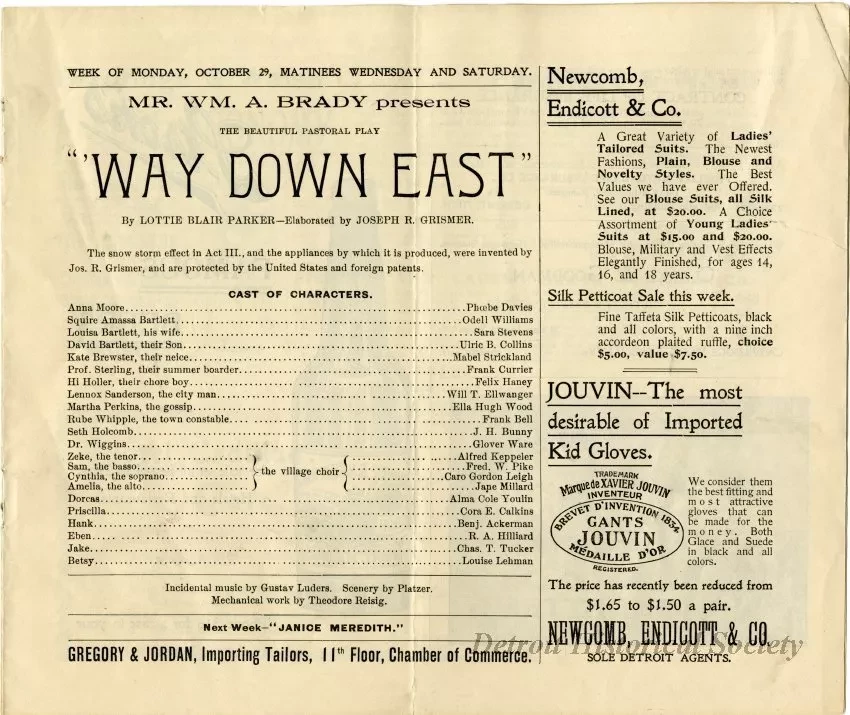 WEEK OF MONDAY, OCTOBER 29, MATINEES WEDNESDAY AND SATURDAY.
MR. WM. A. BRADY presents
THE BEAUTIFUL PASTORAL PLAY
"'WAY DOWN EAST"
By LOTTIE BLAIR PARKER—Elaborated by JOSEPH R. GRISMER.
The snow storm effect in Act III., and the appliances by which it is produced, were invented by
Jos. R. Grismer, and are protected by the United States and foreign patents.
CAST OF CHARACTERS.
Anna Moore....................Phœbe Davies
Squire Amassa Bartlett....................Odell Williams
Louisa Bartlett, his wife....................Sara Stevens
David Bartlett, their Son....................Ulric B. Collins
Kate Brewster, their neice....................Mabel Strickland
Prof. Sterling, their summer boarder....................Frank Currier
Hi Holler, their chore boy....................Felix Haney
Lennox Sanderson, the city man....................Will T. Ellwanger
Martha Perkins, the gossip....................Ella Hugh Wood
Rube Whipple, the town constable....................Frank Bell
Seth Holcomb....................J. H. Bunny
Dr. Wiggins....................Glover Ware
Zeke, the tenor....................Alfred Keppeler
Sam, the basso....................Fred. W. Pike
the village choir
Cynthia, the soprano....................Caro Gordon Leigh
Amelia, the alto....................Jape Millard
Dorcas....................Alma Cole Youlin
Priscilla....................Cora E. Calkins
Hank....................Benj. Ackerman
Eben....................R. A. Hilliard
Jake....................Chas. T. Tucker
Betsy....................Louise Lehman
Incidental music by Gustav Luders. Scenery by Platzer.
Mechanical work by Theodore Reisig.
Next Week—"JANICE MEREDITH."
GREGORY & JORDAN, Importing Tailors, 11th Floor, Chamber of Commerce.
Newcomb,
Endicott & Co.
A Great Variety of Ladies'
Tailored Suits. The Newest
Fashions, Plain, Blouse and
Novelty Styles. The Best
Values we have ever Offered.
See our Blouse Suits, all Silk
Lined, at $20.00. A Choice
Assortment of Young Ladies'
Suits at $15.00 and $20.00.
Blouse, Military and Vest Effects
Elegantly Finished, for ages 14,
16, and 18 years.
Silk Petticoat Sale this week.
Fine Taffeta Silk Petticoats, black
and all colors, with a nine inch
accordeon plaited ruffle, choice
$5.00, value $7.50.
JOUVIN--The most
desirable of Imported
Kid Gloves.
TRADEMARK
Marque de XAVIER JOUVIN
INVENTEUR
BREVET D'INVENTION 1834
GANTS
JOUVIN
MÉDAILLE D'OR
REGISTERED.
We consider them
the best fitting and
most attractive
gloves that can
be made for the
money. Both
Glace and Suede
in black and all
colors.
The price has recently been reduced from
$1.65 to $1.50 a pair.
NEWCOMB, ENDICOTT & CO.
SOLE DETROIT AGENTS.
Detroit Historical Society